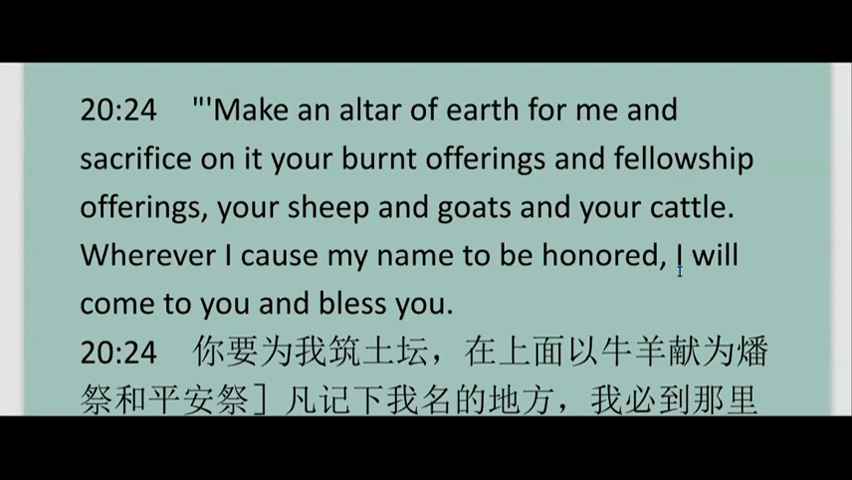 20:24 "'Make an altar of earth for me and
sacrifice on it your burnt offerings and fellowship
offerings, your sheep and goats and your cattle.
Wherever I cause my name to be honored, I will
come to you and bless you.
20:24 你要为我筑土坛，在上面以牛羊献为燔
祭和平安祭］凡记下我名的地方，我必到那里